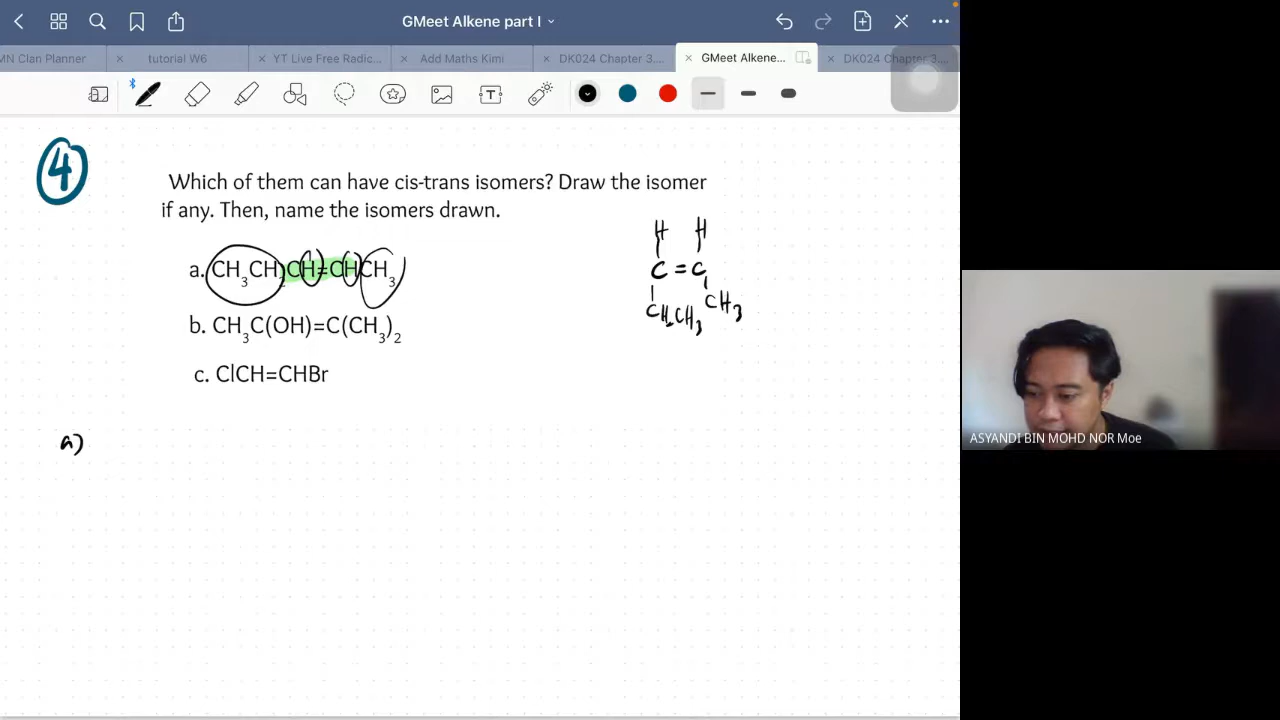 GMeet Alkene part I
MN Clan Planner
tutorial W6
YT Live Free Radic...
Add Maths Kimi
DK024 Chapter 3....
GMeet Alkene...
DK024 Chapter 3....
4
Which of them can have cis-trans isomers? Draw the isomer
if any. Then, name the isomers drawn.
H H
a. CH₃CH₂CH=CHCH₃
C = C
CH₂CH₃ CH₃
b. CH₃C(OH)=C(CH₃)₂
c. ClCH=CHBr
a)
ASYANDI BIN MOHD NOR Moe